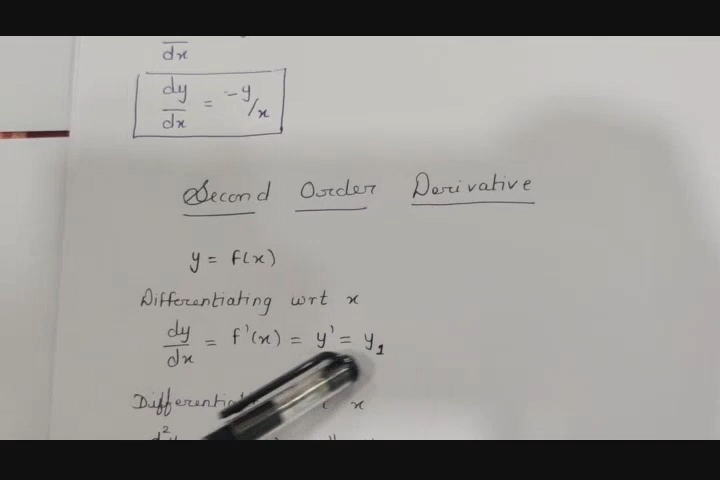 dx
dy/dx = -y/x
Second Order Derivative
y = f(x)
Differentiating wrt x
dy/dx = f'(x) = y' = y₁
x